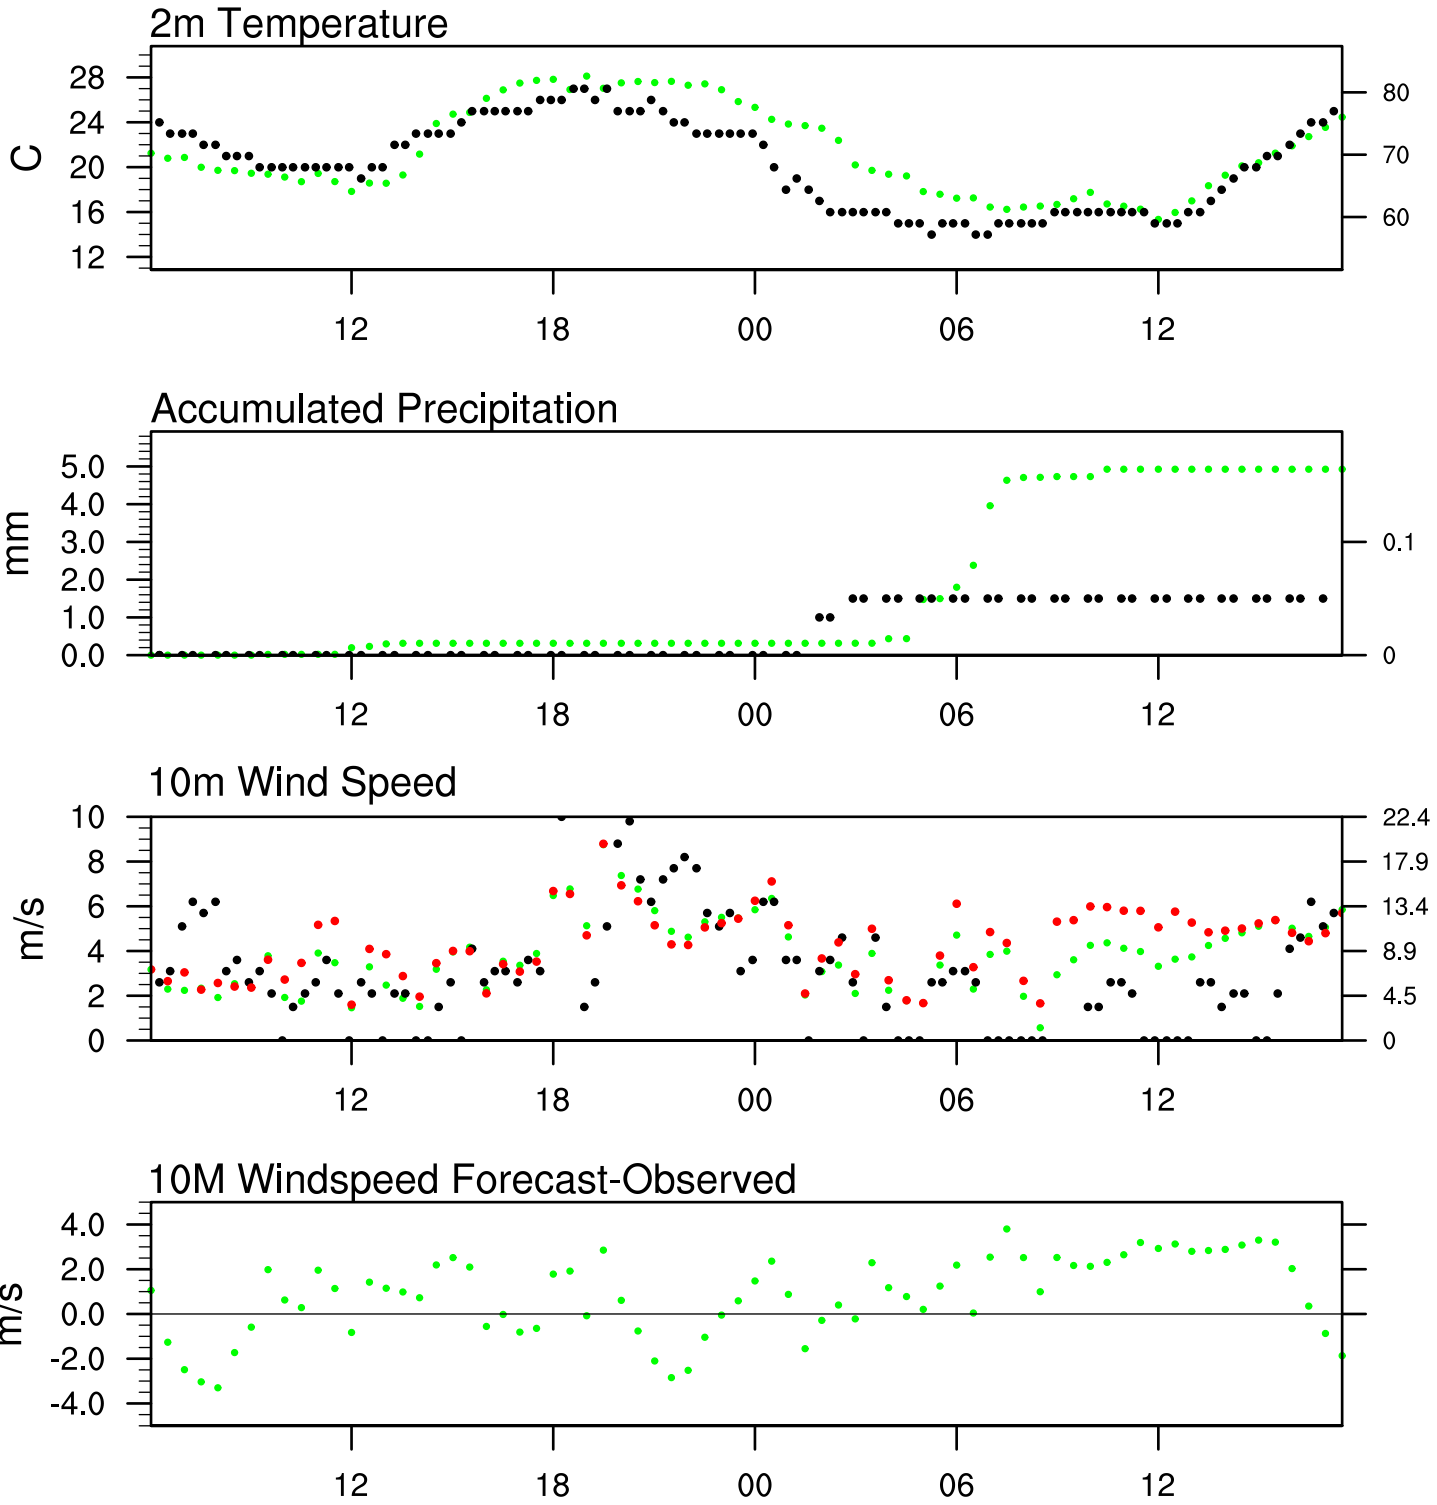 2m Temperature
28
24
20
16
12
C
80
70
60
12 18 00 06 12
Accumulated Precipitation
5.0
4.0
3.0
2.0
1.0
0.0
mm
0.1
0
12 18 00 06 12
10m Wind Speed
10
8
6
4
2
0
m/s
22.4
17.9
13.4
8.9
4.5
0
12 18 00 06 12
10M Windspeed Forecast-Observed
4.0
2.0
0.0
-2.0
-4.0
m/s
12 18 00 06 12